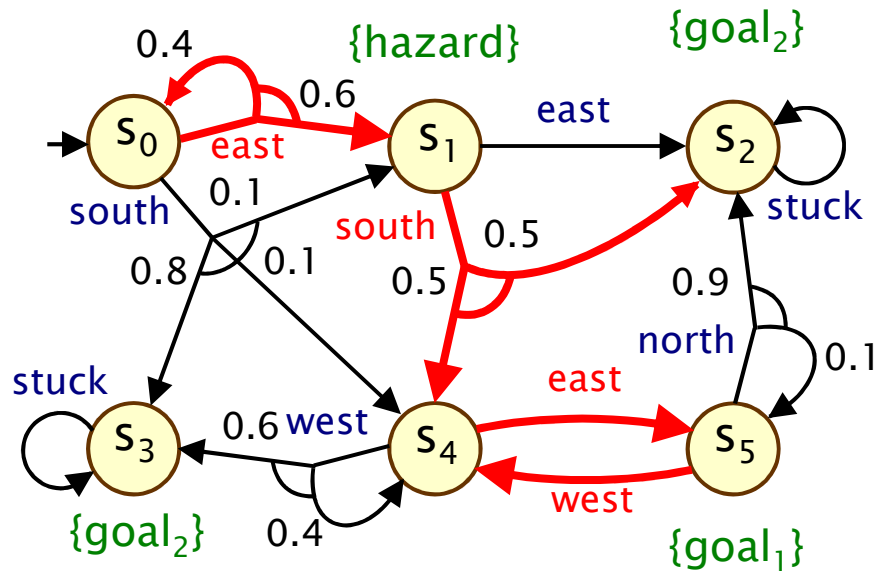 {goal₂}
{hazard}
0.4
0.6
east
s₀
s₁
s₂
east
stuck
south
0.1
south
0.5
0.8
0.1
0.5
0.9
north
0.1
stuck
east
0.6
west
s₃
s₄
s₅
west
0.4
{goal₂}
{goal₁}